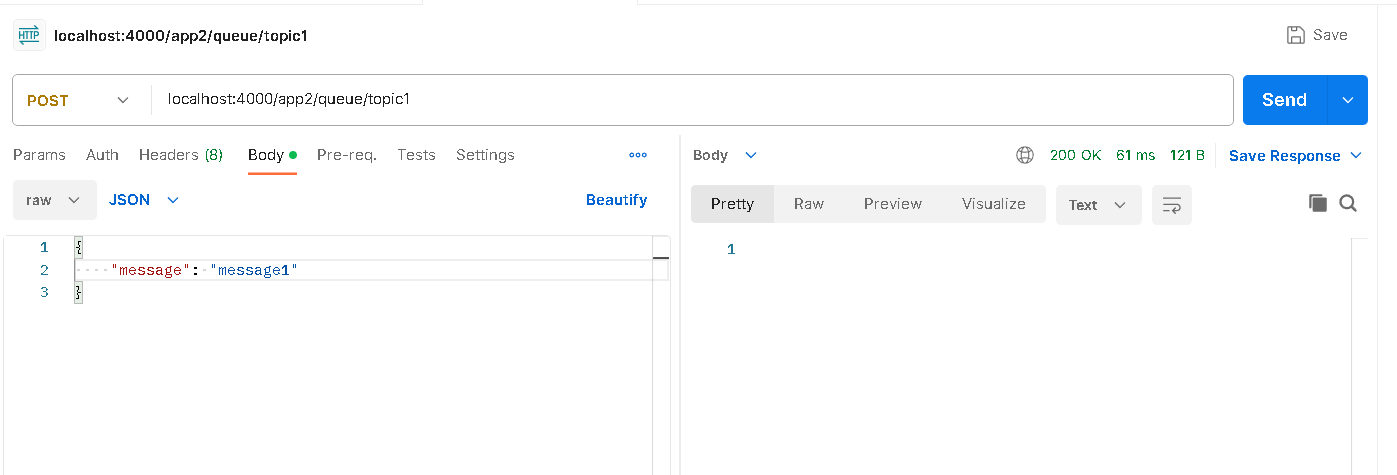 HTTP localhost:4000/app2/queue/topic1 Save
POST localhost:4000/app2/queue/topic1 Send
Params Auth Headers (8) Body Pre-req. Tests Settings
Body 200 OK 61 ms 121 B Save Response
raw JSON Beautify
Pretty Raw Preview Visualize Text
1 {
2 "message": "message1"
3 }
1